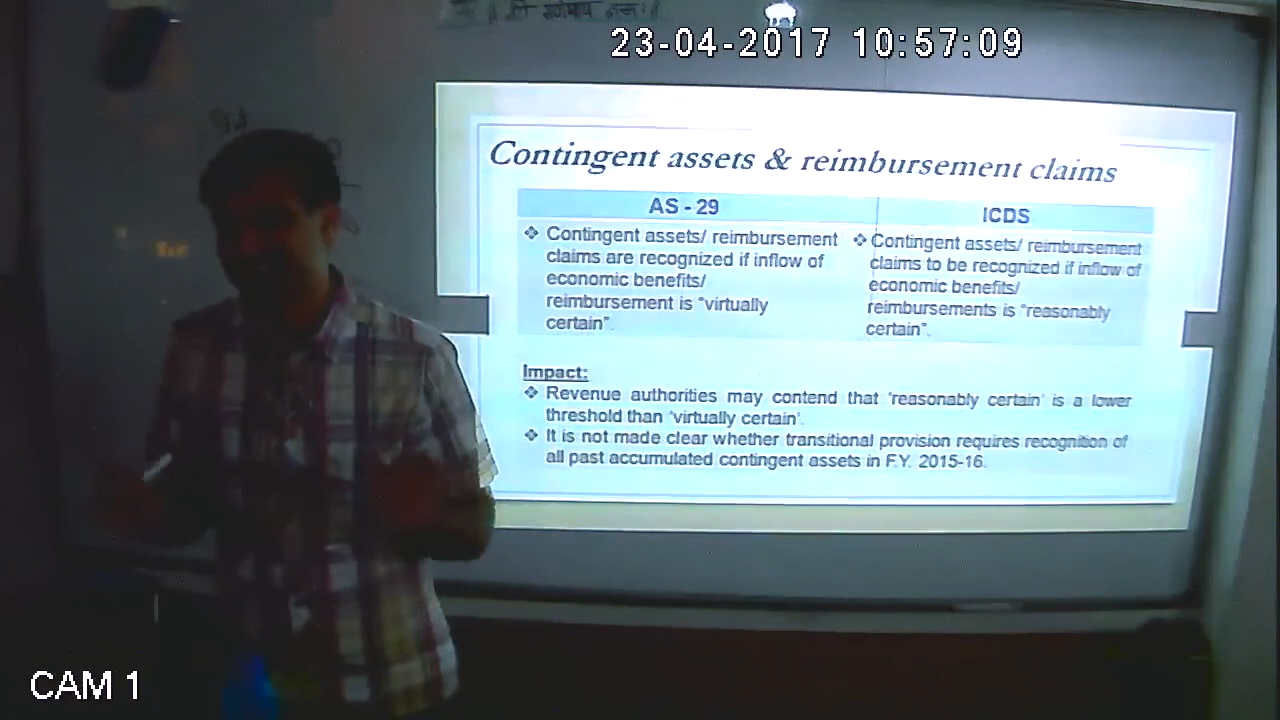 श्री गणेशाय नमः॥
23-04-2017 10:57:09
Contingent assets & reimbursement claims
AS - 29
ICDS
❖ Contingent assets/ reimbursement
claims are recognized if inflow of
economic benefits/
reimbursement is "virtually
certain".
❖ Contingent assets/ reimbursement
claims to be recognized if inflow of
economic benefits/
reimbursements is "reasonably
certain".
Impact:
❖ Revenue authorities may contend that 'reasonably certain' is a lower
threshold than 'virtually certain'.
❖ It is not made clear whether transitional provision requires recognition of
all past accumulated contingent assets in F.Y. 2015-16.
CAM 1